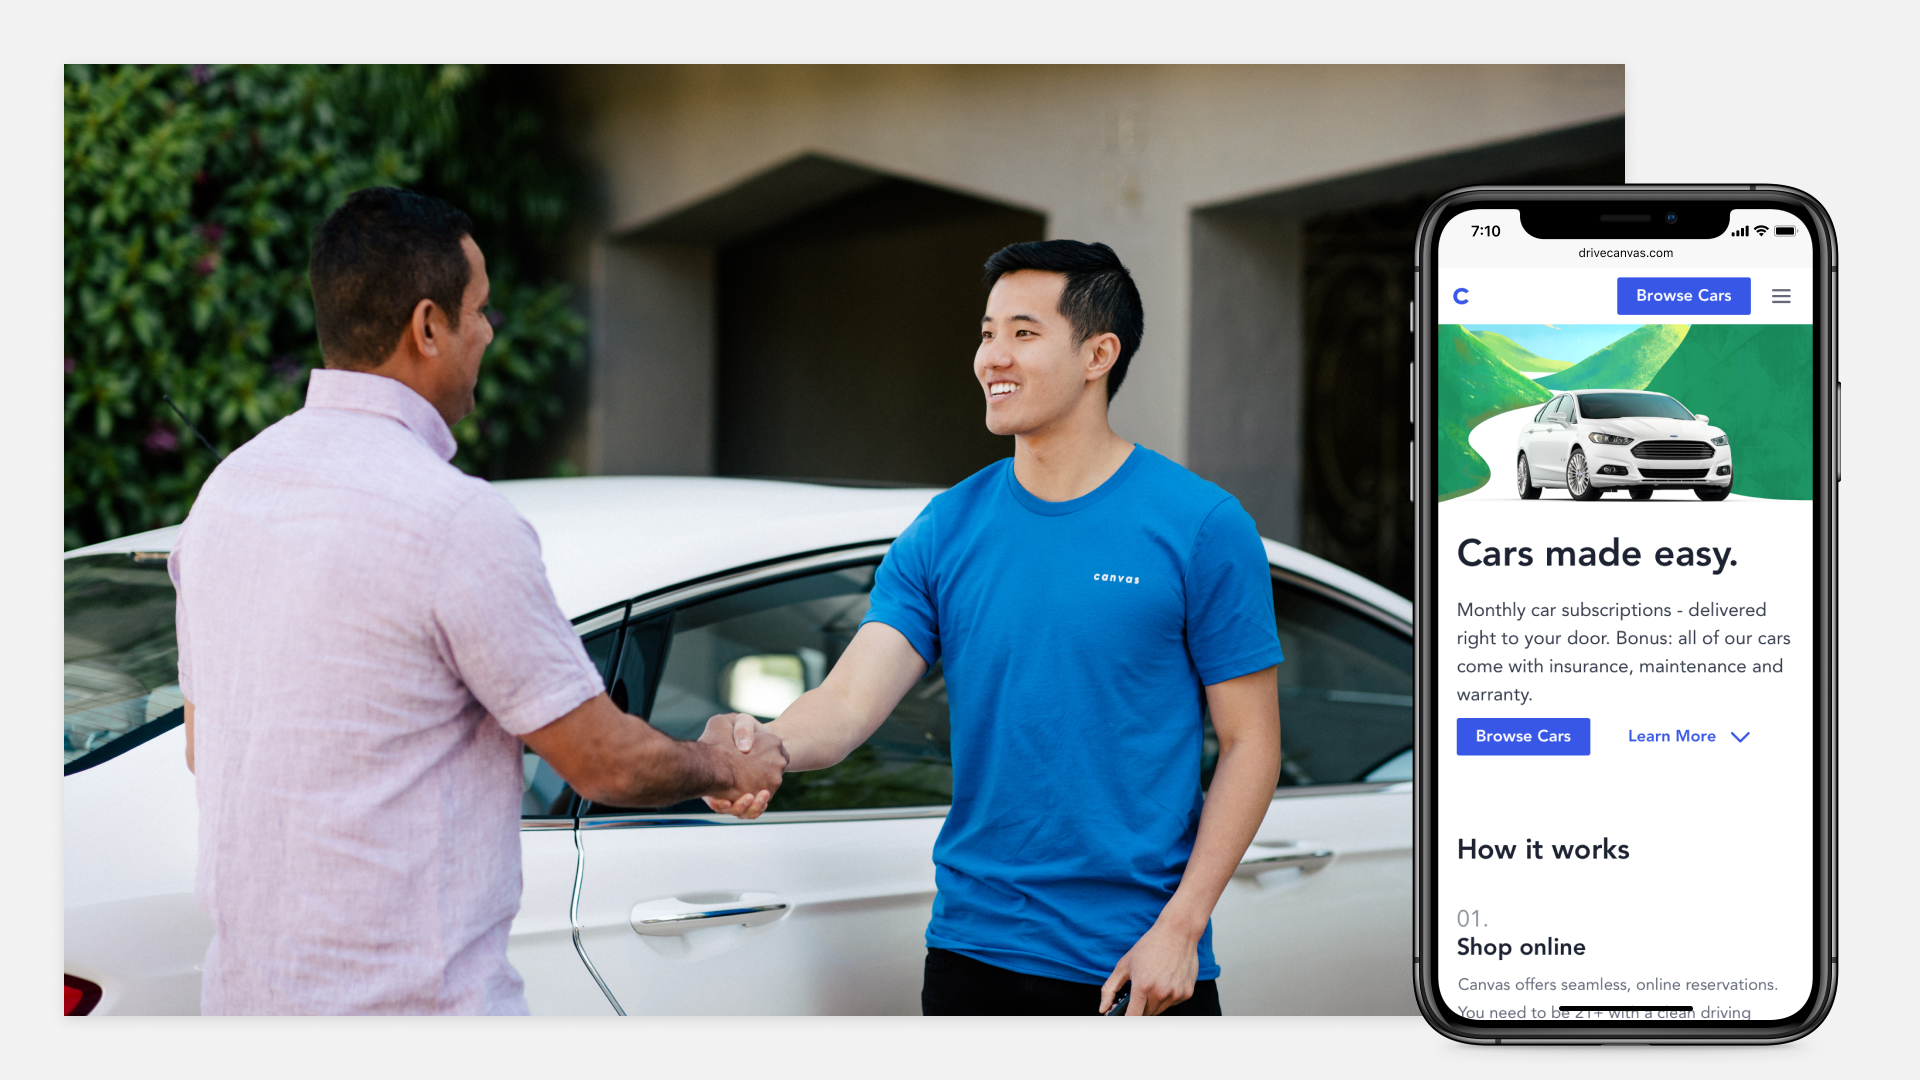 canvas
7:10
drivecanvas.com
C
Browse Cars
Cars made easy.
Monthly car subscriptions - delivered
right to your door. Bonus: all of our cars
come with insurance, maintenance and
warranty.
Browse Cars
Learn More
How it works
01.
Shop online
Canvas offers seamless, online reservations.
You need to be 21+ with a clean driving